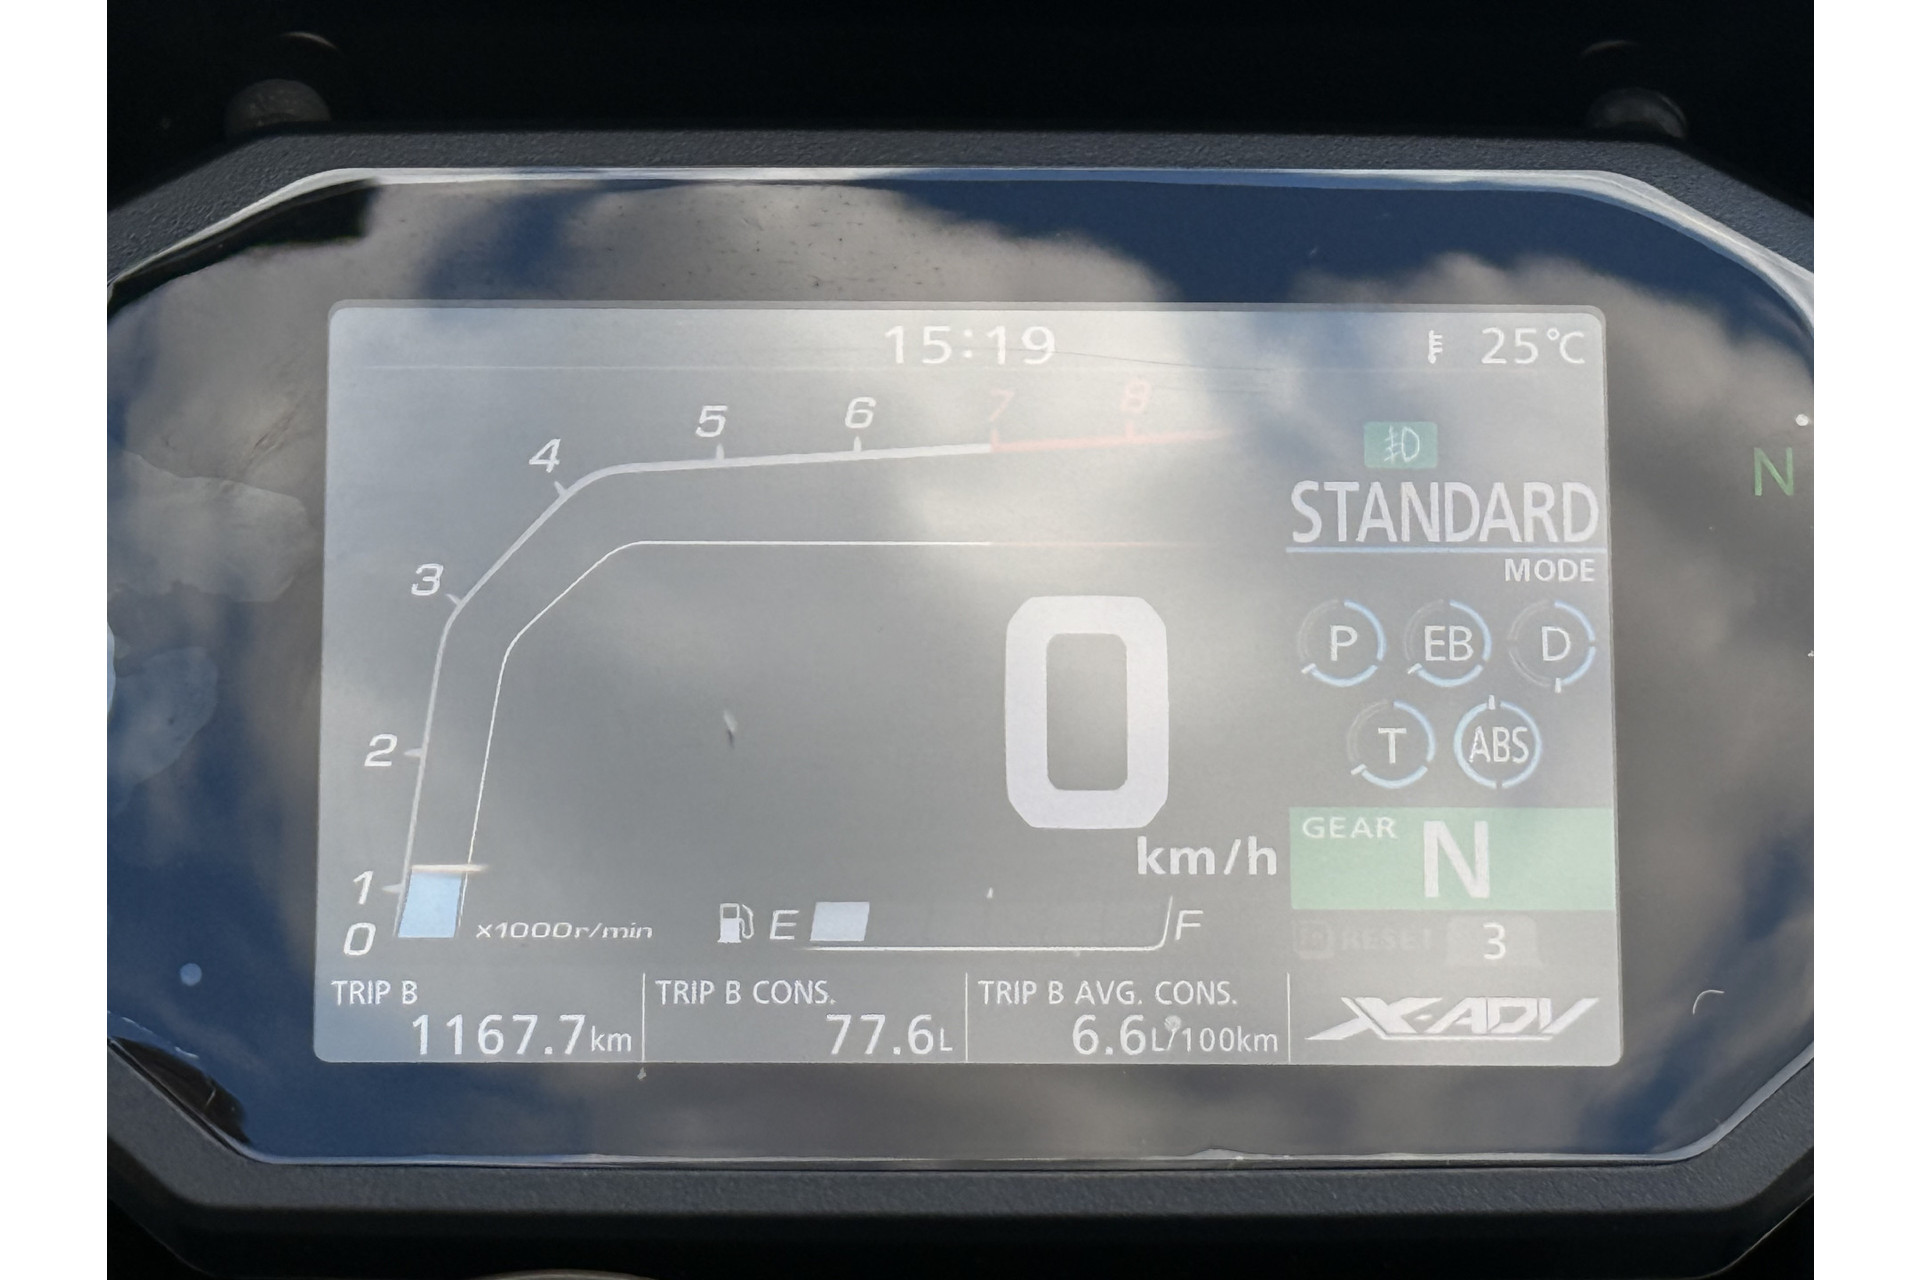 15:19
25°C
8
7
6
5
4
3
2
1
0
x1000r/min
0
km/h
E
F
STANDARD
MODE
P
EB
D
T
ABS
GEAR
N
RESET
3
N
TRIP B
1167.7km
TRIP B CONS.
77.6L
TRIP B AVG. CONS.
6.6L/100km
X-ADV